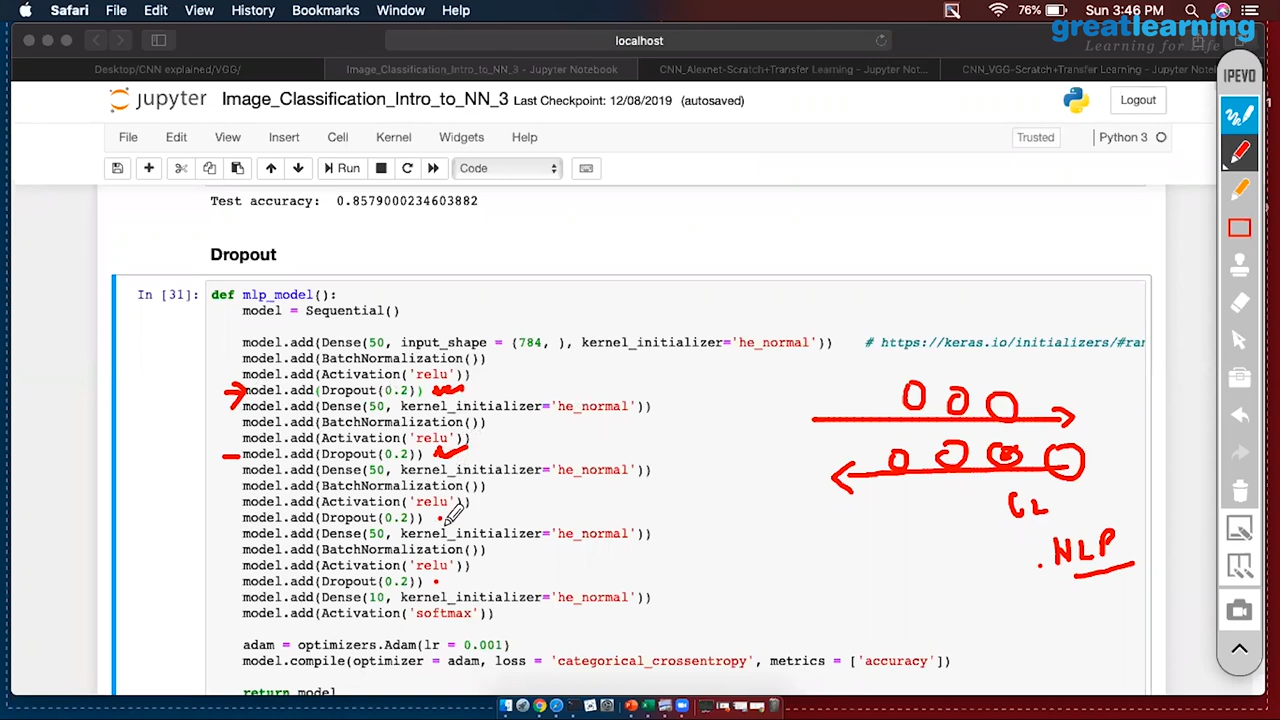 Safari File Edit View History Bookmarks Window Help 76% Sun 3:46 PM
greatlearning
Learning for Life
localhost
Desktop/CNN explained/VGG/ Image_Classification_Intro_to_NN_3 - Jupyter Notebook CNN_Alexnet-Scratch+Transfer Learning - Jupyter Not... CNN_VGG-Scratch+Transfer Learning - Jupyter Notel
IPEVO
jupyter Image_Classification_Intro_to_NN_3 Last Checkpoint: 12/08/2019 (autosaved) Logout
File Edit View Insert Cell Kernel Widgets Help Trusted Python 3
Run Code
Test accuracy: 0.8579000234603882
Dropout
In [31]: def mlp_model():
model = Sequential()
model.add(Dense(50, input_shape = (784, ), kernel_initializer='he_normal')) # https://keras.io/initializers/#ran
model.add(BatchNormalization())
model.add(Activation('relu'))
model.add(Dropout(0.2))
model.add(Dense(50, kernel_initializer='he_normal'))
model.add(BatchNormalization())
model.add(Activation('relu'))
model.add(Dropout(0.2))
model.add(Dense(50, kernel_initializer='he_normal'))
model.add(BatchNormalization())
model.add(Activation('relu'))
model.add(Dropout(0.2))
model.add(Dense(50, kernel_initializer='he_normal'))
model.add(BatchNormalization())
model.add(Activation('relu'))
model.add(Dropout(0.2))
model.add(Dense(10, kernel_initializer='he_normal'))
model.add(Activation('softmax'))
NLP
adam = optimizers.Adam(lr = 0.001)
model.compile(optimizer = adam, loss = 'categorical_crossentropy', metrics = ['accuracy'])
return model